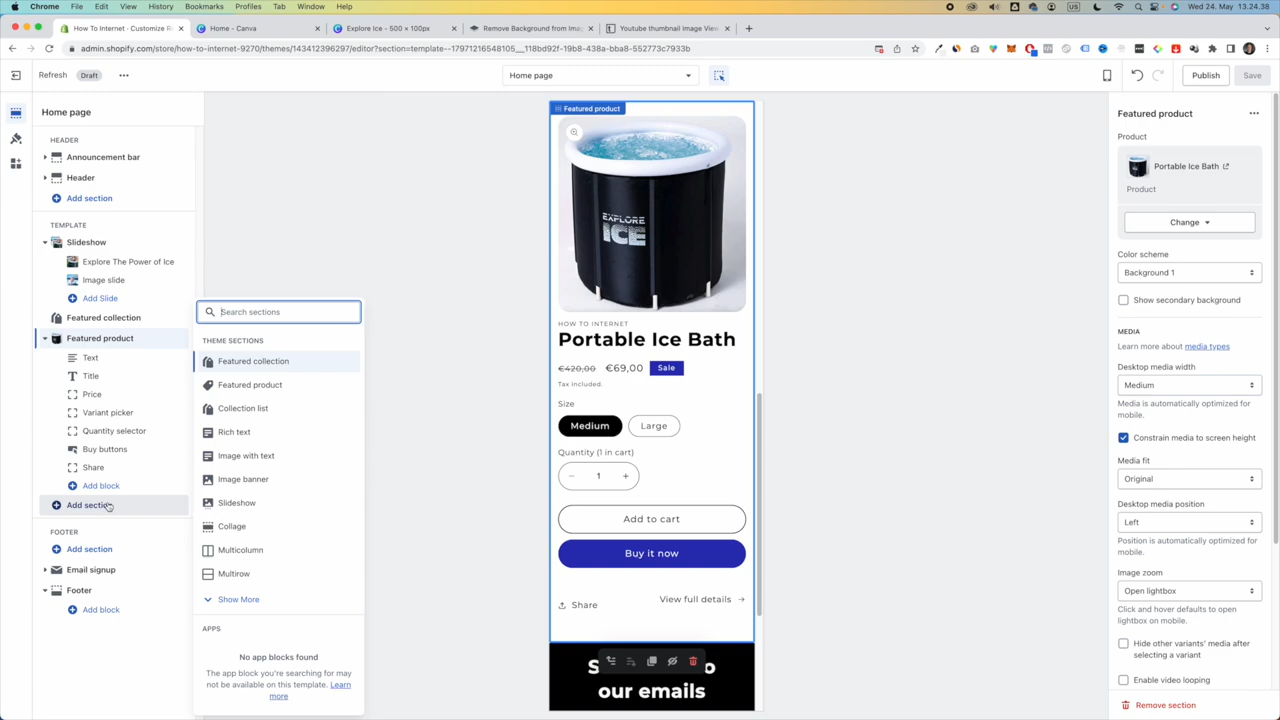 Chrome File Edit View History Bookmarks Profiles Tab Window Help
Wed 24. May 13.24.38
How To Internet · Customize R
Home - Canva
Explore Ice – 500 × 100px
Remove Background from Imag
Youtube thumbnail Image View
admin.shopify.com/store/how-to-internet-9270/themes/143412396297/editor?section=template--17971216548105__118bd92f-19b8-438a-bba8-552773c7933b
Refresh Draft
Home page
Publish Save
Home page
HEADER
Announcement bar
Header
Add section
TEMPLATE
Slideshow
Explore The Power of Ice
Image slide
Add Slide
Featured collection
Featured product
Text
Title
Price
Variant picker
Quantity selector
Buy buttons
Share
Add block
Add section
FOOTER
Add section
Email signup
Footer
Add block
Search sections
THEME SECTIONS
Featured collection
Featured product
Collection list
Rich text
Image with text
Image banner
Slideshow
Collage
Multicolumn
Multirow
Show More
APPS
No app blocks found
The app block you're searching for may
not be available on this template. Learn
more
Featured product
EXPLORE
ICE
HOW TO INTERNET
Portable Ice Bath
€420,00 €69,00 Sale
Tax included.
Size
Medium Large
Quantity (1 in cart)
1
Add to cart
Buy it now
Share
View full details
our emails
Featured product
Product
Portable Ice Bath
Product
Change
Color scheme
Background 1
Show secondary background
MEDIA
Learn more about media types
Desktop media width
Medium
Media is automatically optimized for
mobile.
Constrain media to screen height
Media fit
Original
Desktop media position
Left
Position is automatically optimized for
mobile.
Image zoom
Open lightbox
Click and hover defaults to open
lightbox on mobile.
Hide other variants' media after
selecting a variant
Enable video looping
Remove section